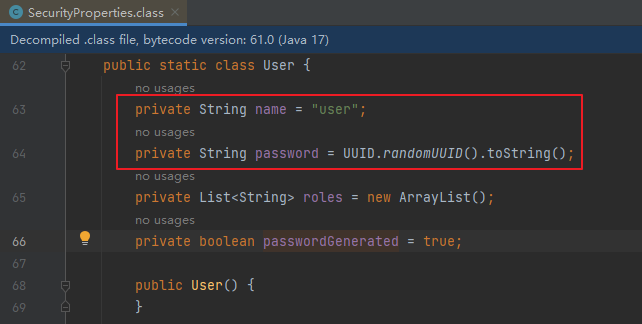 SecurityProperties.class
Decompiled .class file, bytecode version: 61.0 (Java 17)
62 public static class User {
no usages
63 private String name = "user";
no usages
64 private String password = UUID.randomUUID().toString();
no usages
65 private List<String> roles = new ArrayList();
no usages
66 private boolean passwordGenerated = true;
67
68 public User() {
69 }